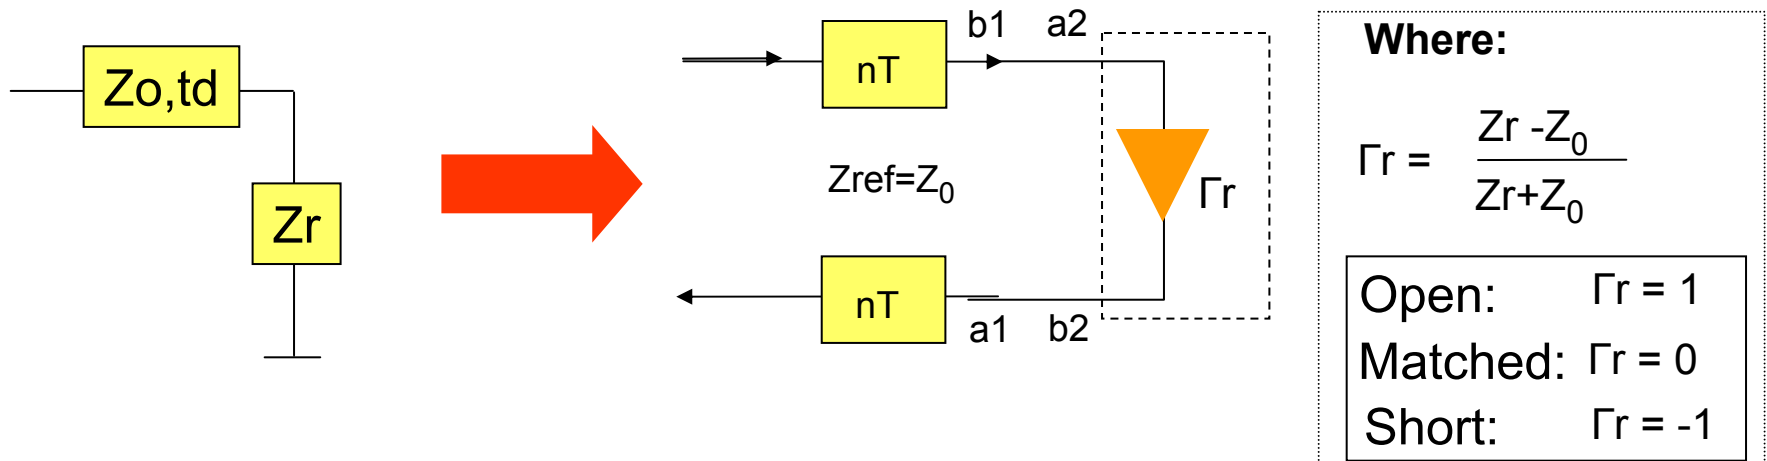 Zo,td
Zr
nT
b1 a2
Zref=Z0
Γr
nT
a1 b2
Where:
Γr = Zr -Z0
Zr+Z0
Open: Γr = 1
Matched: Γr = 0
Short: Γr = -1